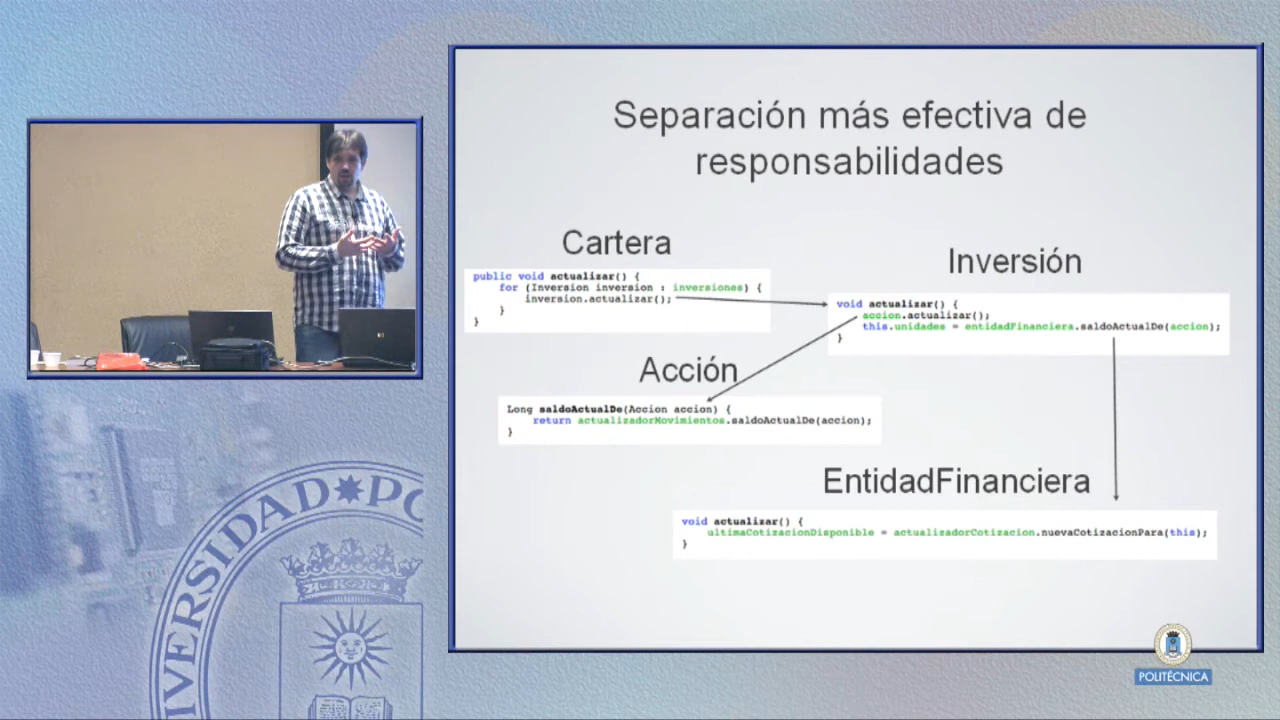 Separación más efectiva de
responsabilidades
Cartera
public void actualizar() {
for (Inversion inversion : inversiones) {
inversion.actualizar();
}
}
Inversión
void actualizar() {
accion.actualizar();
this.unidades = entidadFinanciera.saldoActualDe(accion);
}
Acción
Long saldoActualDe(Accion accion) {
return actualizadorMovimientos.saldoActualDe(accion);
}
EntidadFinanciera
void actualizar() {
ultimaCotizacionDisponible = actualizadorCotizacion.nuevaCotizacionPara(this);
}
POLITÉCNICA
VERSIDAD PO